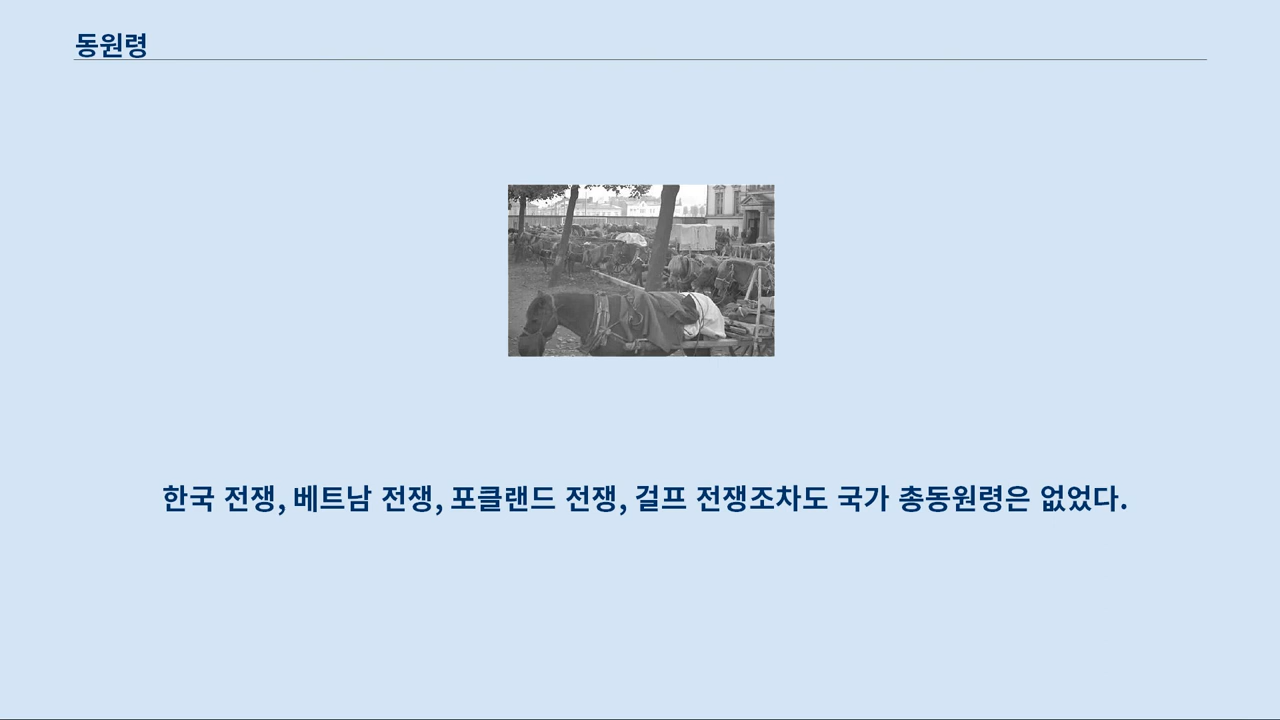 동원령
한국 전쟁, 베트남 전쟁, 포클랜드 전쟁, 걸프 전쟁조차도 국가 총동원령은 없었다.